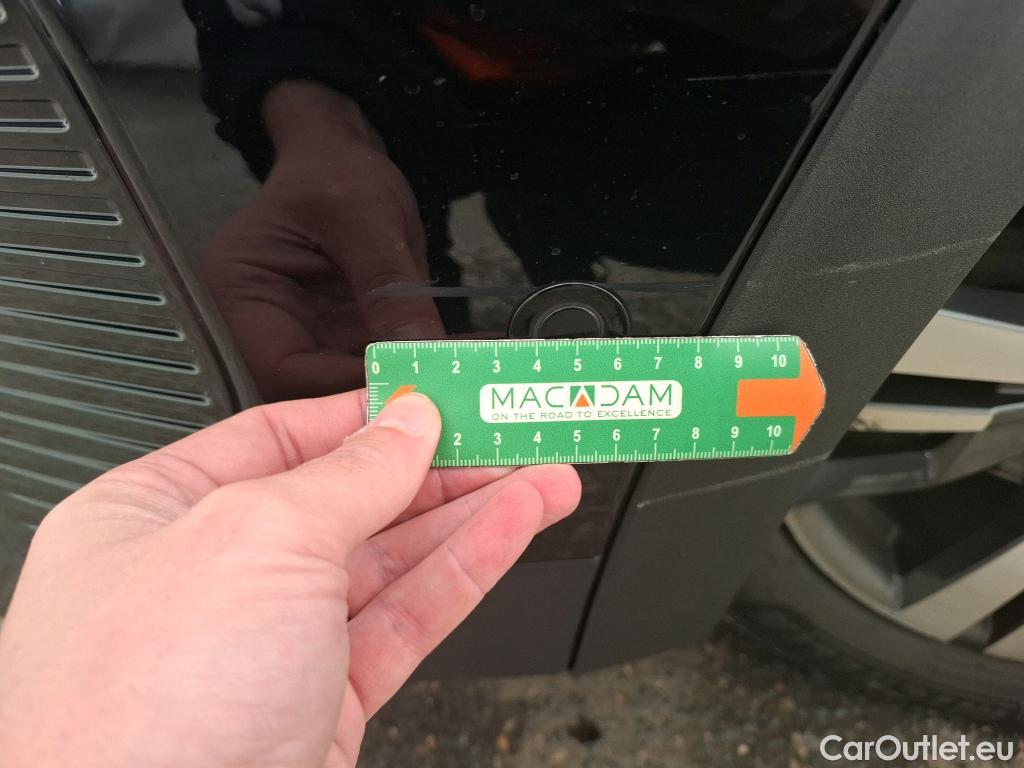 0 1 2 3 4 5 6 7 8 9 10
MACADAM
ON THE ROAD TO EXCELLENCE
2 3 4 5 6 7 8 9 10
CarOutlet.eu